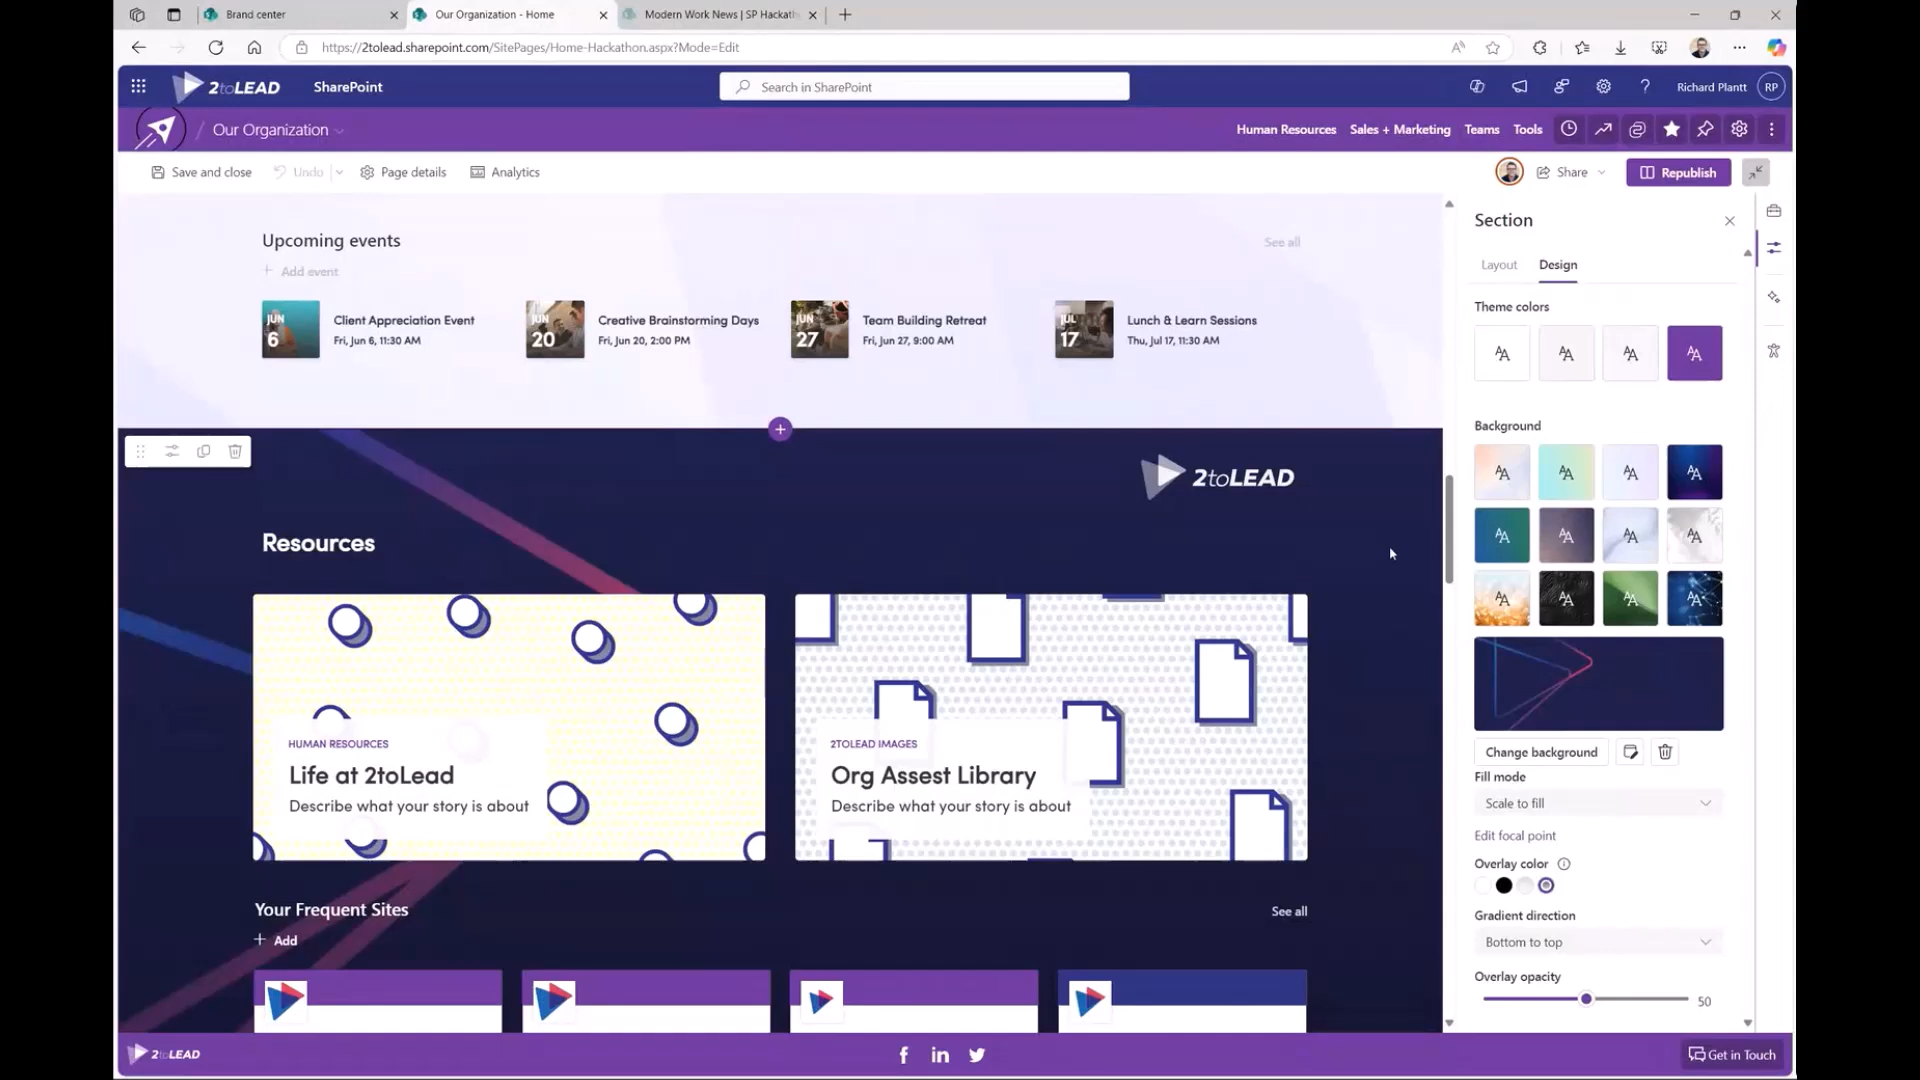 Brand center
Our Organization - Home
Modern Work News | SP Hackath
https://2tolead.sharepoint.com/SitePages/Home-Hackathon.aspx?Mode=Edit
2toLEAD
SharePoint
Search in SharePoint
Richard Plantt
RP
/ Our Organization
Human Resources
Sales + Marketing
Teams
Tools
Save and close
Undo
Page details
Analytics
Share
Republish
Upcoming events
See all
+ Add event
JUN
6
Client Appreciation Event
Fri, Jun 6, 11:30 AM
JUN
20
Creative Brainstorming Days
Fri, Jun 20, 2:00 PM
JUN
27
Team Building Retreat
Fri, Jun 27, 9:00 AM
JUL
17
Lunch & Learn Sessions
Thu, Jul 17, 11:30 AM
2toLEAD
Resources
HUMAN RESOURCES
Life at 2toLead
Describe what your story is about
2TOLEAD IMAGES
Org Assest Library
Describe what your story is about
Your Frequent Sites
See all
+ Add
Section
Layout
Design
Theme colors
Background
Change background
Fill mode
Scale to fill
Edit focal point
Overlay color
Gradient direction
Bottom to top
Overlay opacity
50
2toLEAD
Get in Touch